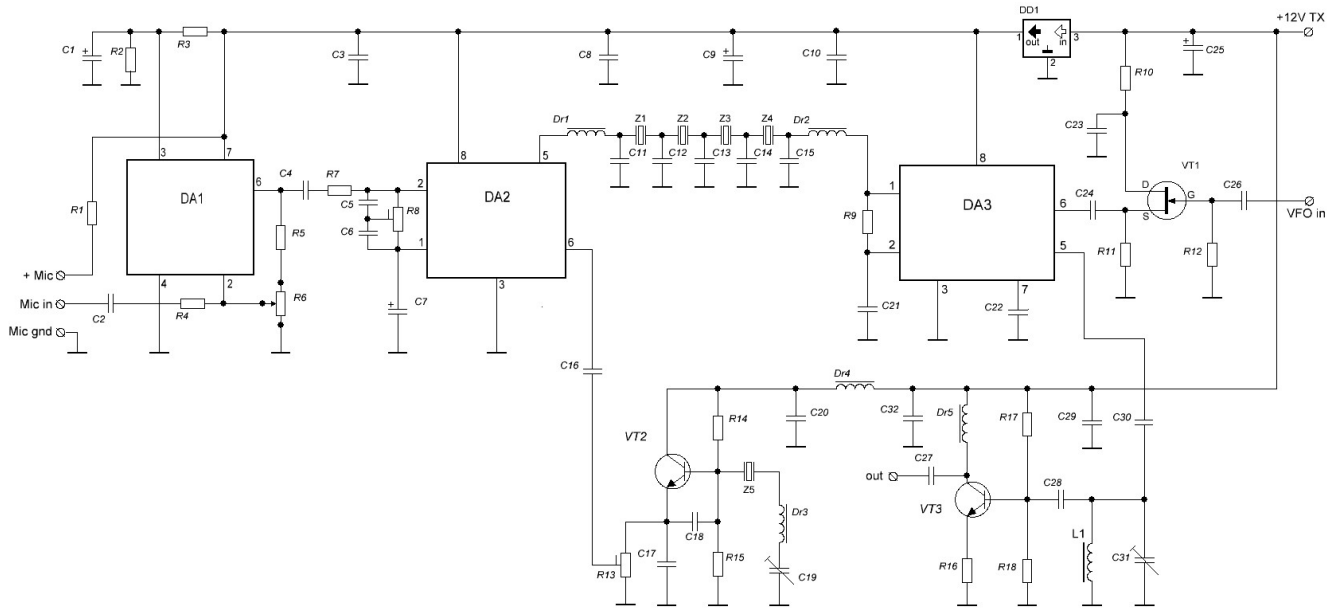 DD1
+12V TX
1 out in 3
2
C1 + R2 R3 C3 C8 C9 + C10 + C25
R10
C23
VT1
Dr1 Z1 Z2 Z3 Z4 Dr2
C11 C12 C13 C14 C15
3 7 8 5 8
DA1 6 C4 R7 2 DA2 1 DA3 6 C24 D G C26
S
VFO in
C5 R8
C6 1 6
R1 R5 R9 2 5 R11 R12
+ Mic
4 2 3 3 7
Mic in C2 R4 R6 + C7 C21 C22
Mic gnd
C16
Dr4
R14 C20 C32 Dr5 R17 C29 C30
VT2
C27
out
Z5
VT3 C28
Dr3
C18 L1
R13 C17 R15 C19 R16 R18 C31